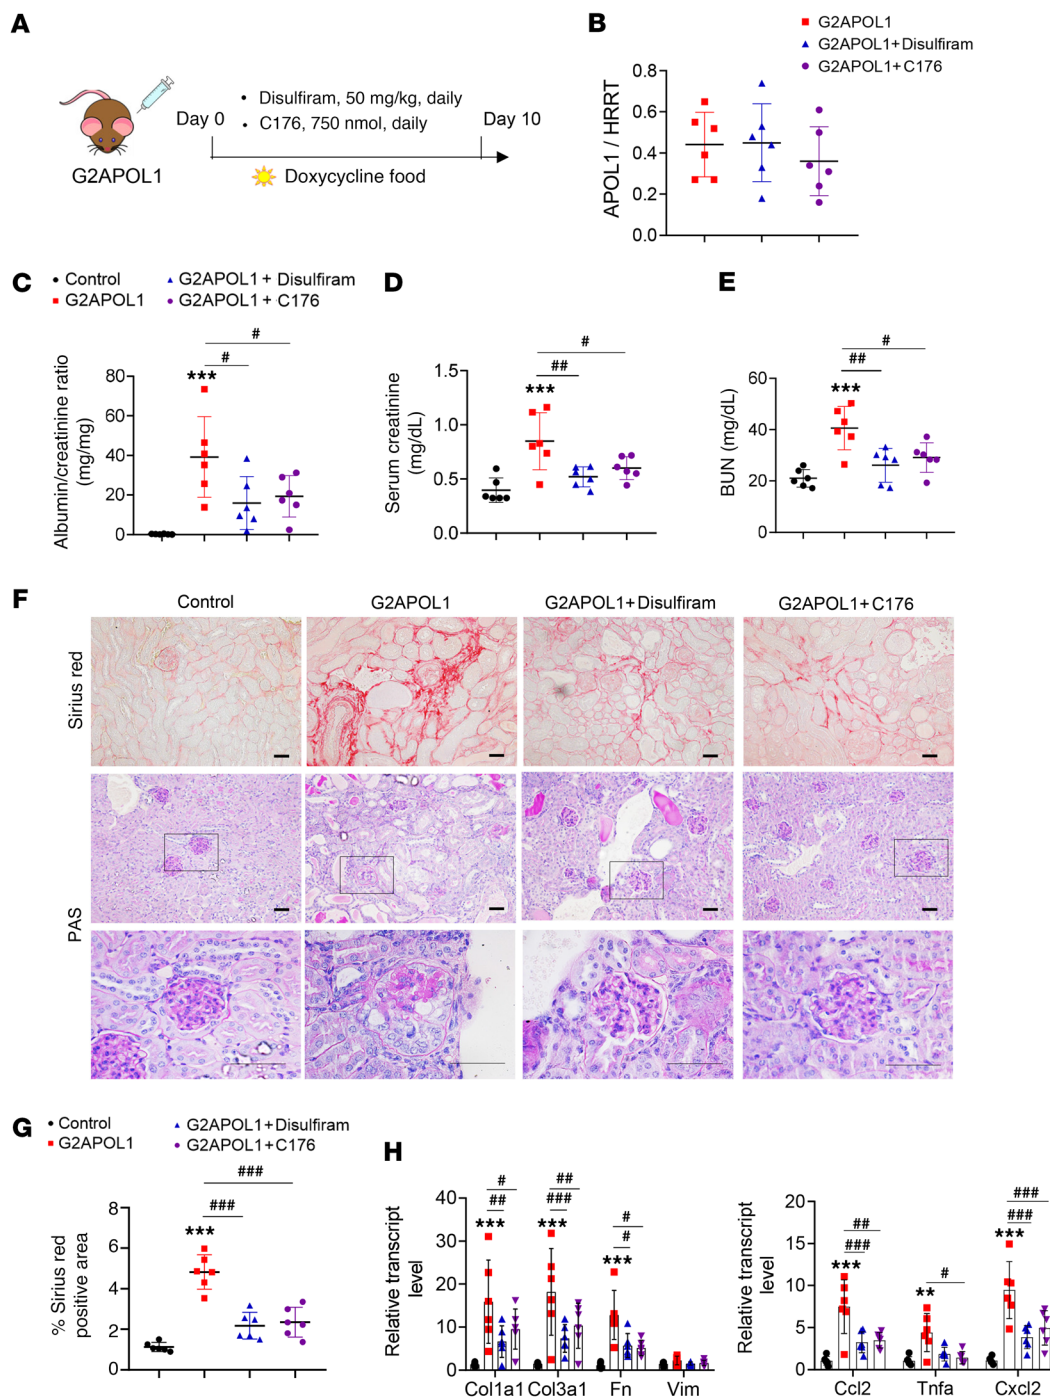 A
G2APOL1
Day 0
• Disulfiram, 50 mg/kg, daily
• C176, 750 nmol, daily
Day 10
Doxycycline food
B
G2APOL1
G2APOL1+Disulfiram
G2APOL1+C176
APOL1 / HRRT
0.8
0.6
0.4
0.2
0.0
C
Control
G2APOL1
G2APOL1 + Disulfiram
G2APOL1 + C176
Albumin/creatinine ratio
(mg/mg)
80
60
40
20
0
***
#
#
D
Serum creatinine
(mg/dL)
1.5
1.0
0.5
0.0
***
##
#
E
BUN (mg/dL)
60
40
20
0
***
##
#
F
Control
G2APOL1
G2APOL1+Disulfiram
G2APOL1+C176
Sirius red
PAS
G
Control
G2APOL1
G2APOL1+Disulfiram
G2APOL1+C176
% Sirius red
positive area
8
6
4
2
0
***
###
###
H
Relative transcript
level
40
30
20
10
0
#
##
***
##
###
***
#
#
***
Col1a1 Col3a1 Fn Vim
Relative transcript
level
20
15
10
5
0
##
###
***
#
**
###
###
***
Ccl2 Tnfa Cxcl2